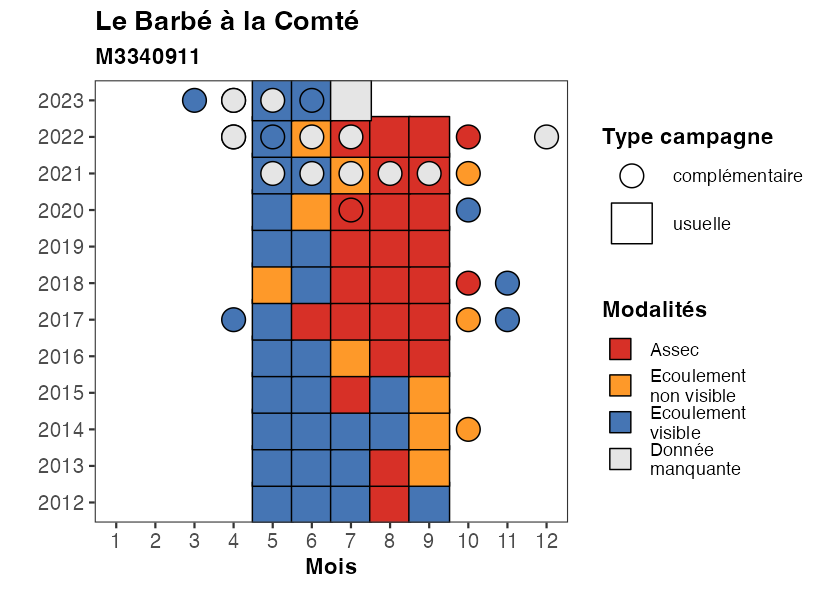 Le Barbé à la Comté
M3340911
2023
2022
2021
2020
2019
2018
2017
2016
2015
2014
2013
2012
1 2 3 4 5 6 7 8 9 10 11 12
Mois
Type campagne
complémentaire
usuelle
Modalités
Assec
Ecoulement
non visible
Ecoulement
visible
Donnée
manquante